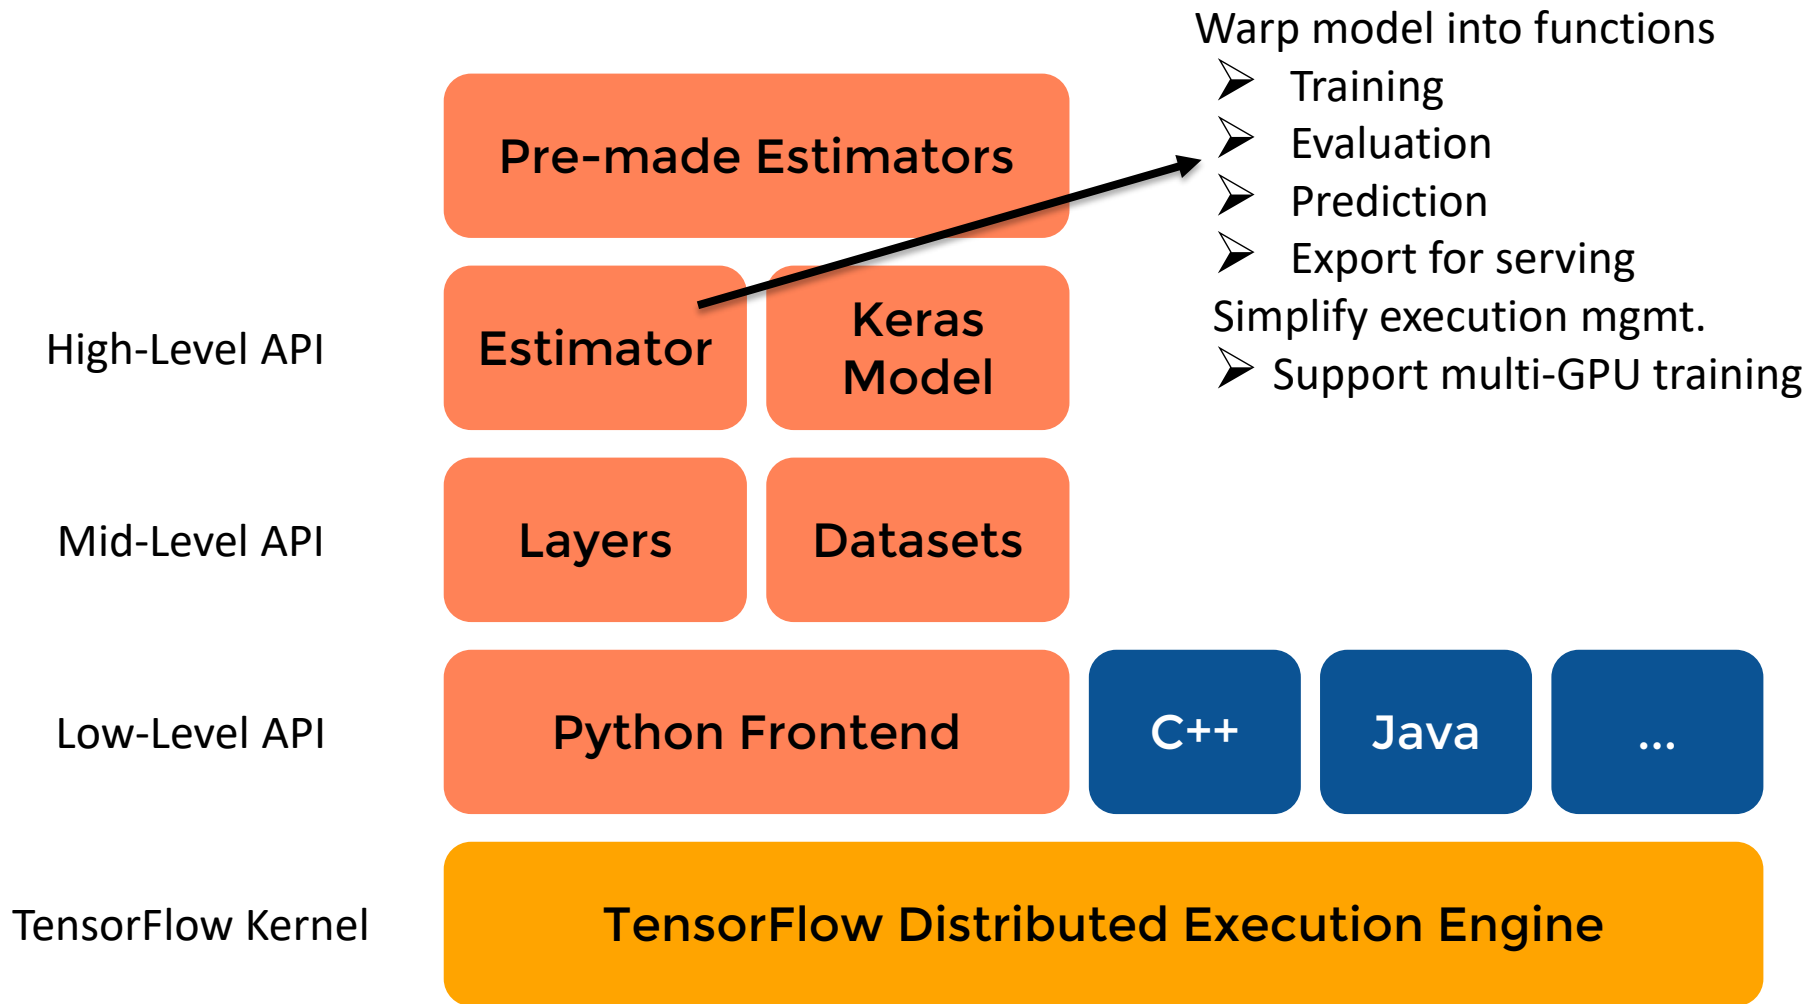 Warp model into functions
Training
Evaluation
Prediction
Export for serving
Simplify execution mgmt.
Support multi-GPU training
Pre-made Estimators
High-Level API
Estimator
Keras
Model
Mid-Level API
Layers
Datasets
Low-Level API
Python Frontend
C++
Java
...
TensorFlow Kernel
TensorFlow Distributed Execution Engine